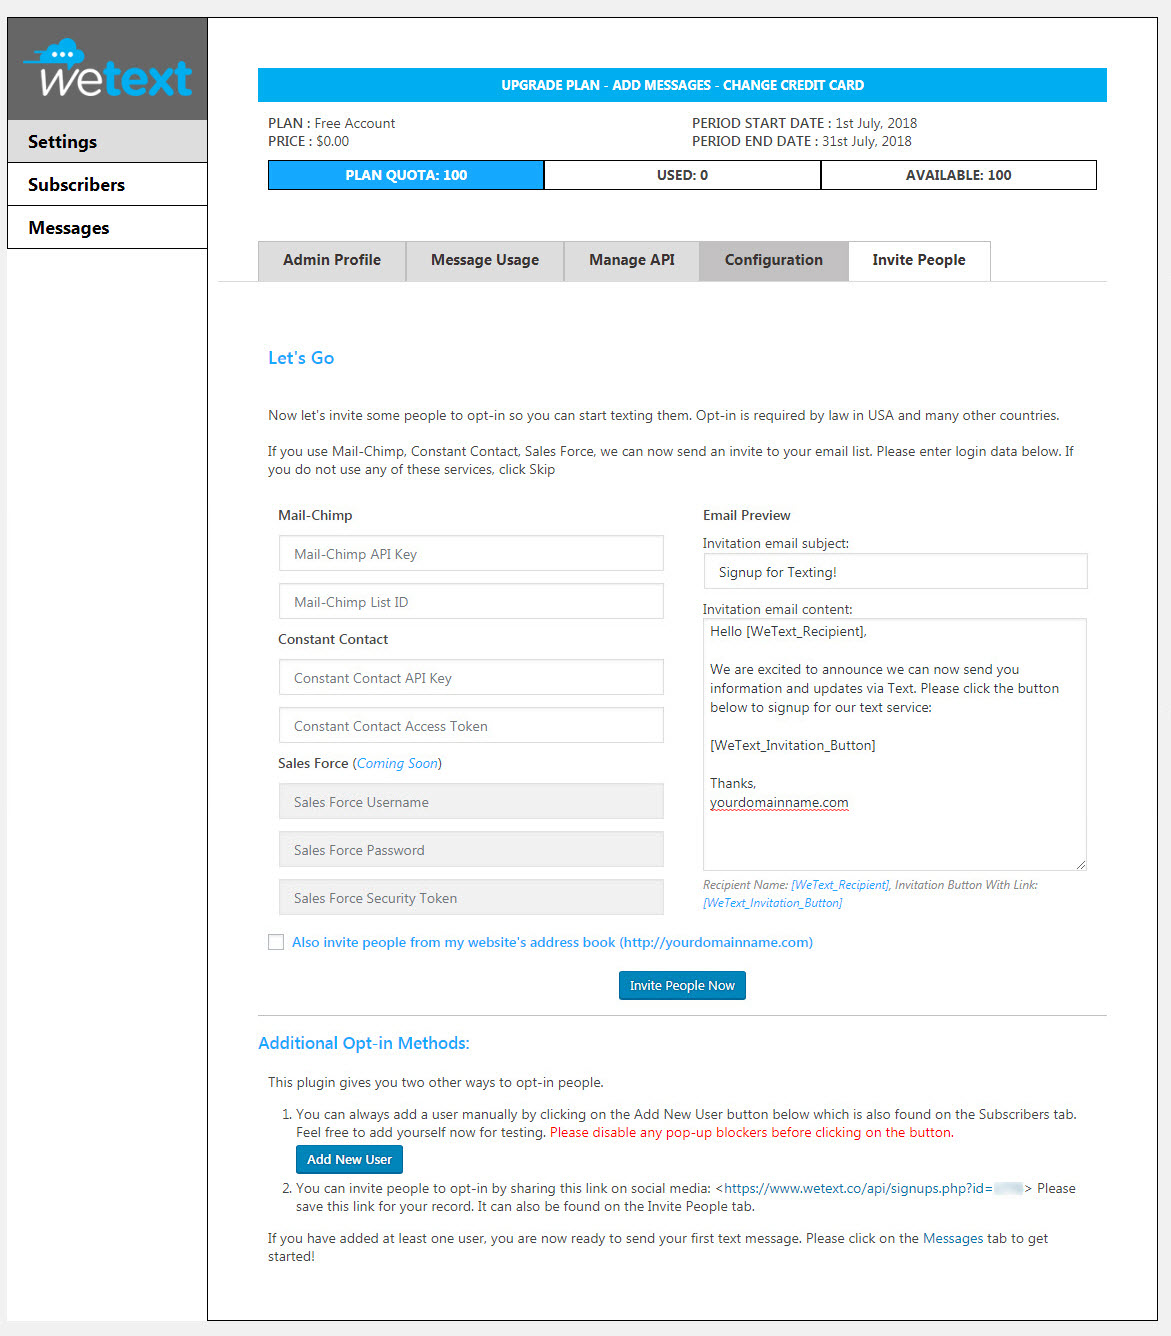 wetext
Settings
Subscribers
Messages
UPGRADE PLAN - ADD MESSAGES - CHANGE CREDIT CARD
PLAN : Free Account
PRICE : $0.00
PERIOD START DATE : 1st July, 2018
PERIOD END DATE : 31st July, 2018
PLAN QUOTA: 100
USED: 0
AVAILABLE: 100
Admin Profile
Message Usage
Manage API
Configuration
Invite People
Let's Go
Now let's invite some people to opt-in so you can start texting them. Opt-in is required by law in USA and many other countries.
If you use Mail-Chimp, Constant Contact, Sales Force, we can now send an invite to your email list. Please enter login data below. If
you do not use any of these services, click Skip
Mail-Chimp
Mail-Chimp API Key
Mail-Chimp List ID
Constant Contact
Constant Contact API Key
Constant Contact Access Token
Sales Force (Coming Soon)
Sales Force Username
Sales Force Password
Sales Force Security Token
Email Preview
Invitation email subject:
Signup for Texting!
Invitation email content:
Hello [WeText_Recipient],
We are excited to announce we can now send you
information and updates via Text. Please click the button
below to signup for our text service:
[WeText_Invitation_Button]
Thanks,
yourdomainname.com
Recipient Name: [WeText_Recipient], Invitation Button With Link:
[WeText_Invitation_Button]
Also invite people from my website's address book (http://yourdomainname.com)
Invite People Now
Additional Opt-in Methods:
This plugin gives you two other ways to opt-in people.
1. You can always add a user manually by clicking on the Add New User button below which is also found on the Subscribers tab.
Feel free to add yourself now for testing. Please disable any pop-up blockers before clicking on the button.
Add New User
2. You can invite people to opt-in by sharing this link on social media: <https://www.wetext.co/api/signups.php?id= > Please
save this link for your record. It can also be found on the Invite People tab.
If you have added at least one user, you are now ready to send your first text message. Please click on the Messages tab to get
started!